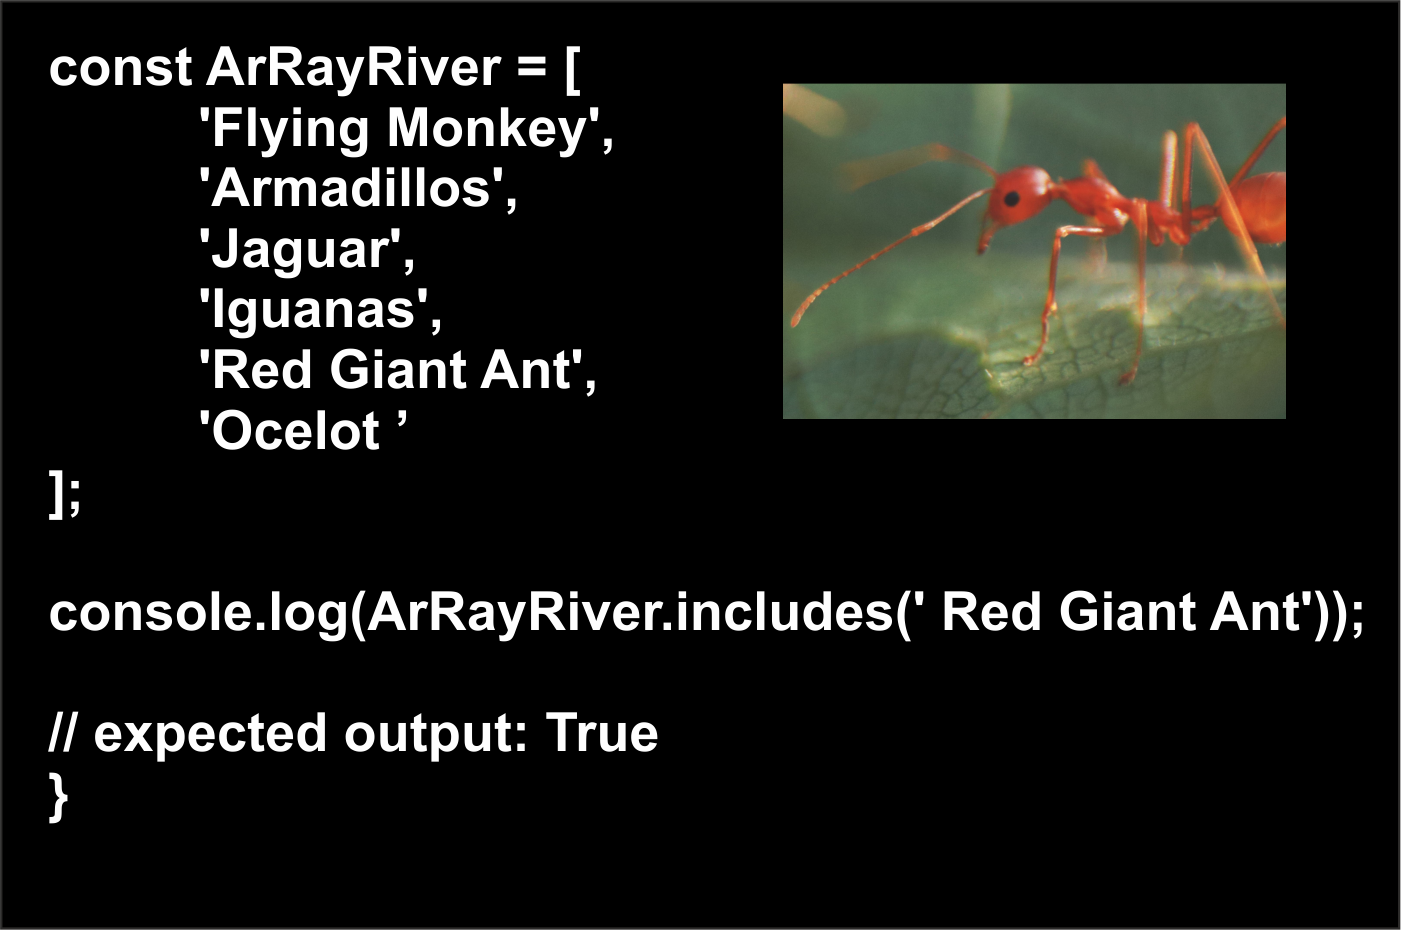 const ArRayRiver = [
'Flying Monkey',
'Armadillos',
'Jaguar',
'Iguanas',
'Red Giant Ant',
'Ocelot ’
];
console.log(ArRayRiver.includes(' Red Giant Ant'));
// expected output: True
}